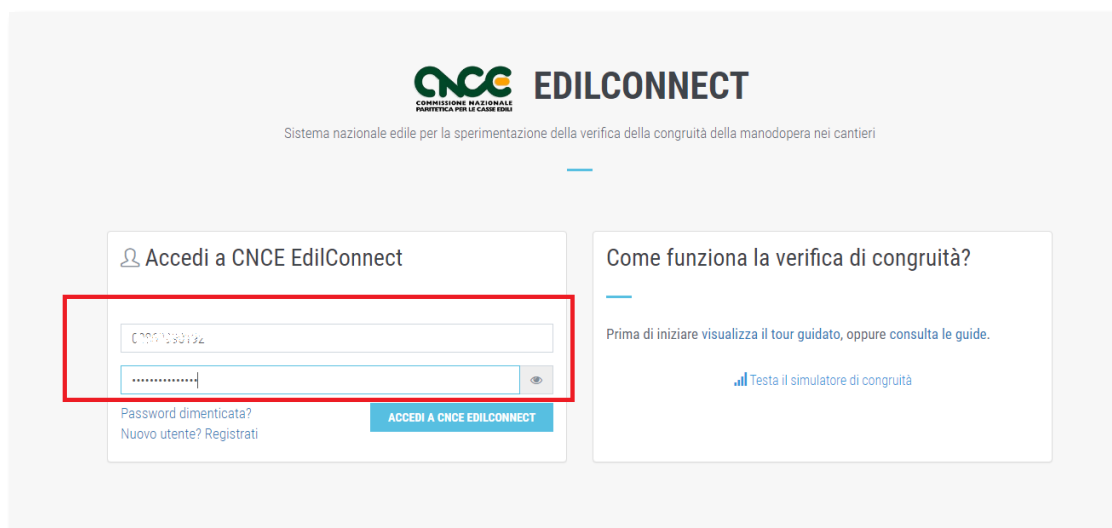 CNCE EDILCONNECT
COMMISSIONE NAZIONALE
PARITETICA PER LE CASSE EDILI
Sistema nazionale edile per la sperimentazione della verifica della congruità della manodopera nei cantieri
Accedi a CNCE EdilConnect
Password dimenticata?
ACCEDI A CNCE EDILCONNECT
Nuovo utente? Registrati
Come funziona la verifica di congruità?
Prima di iniziare visualizza il tour guidato, oppure consulta le guide.
Testa il simulatore di congruità